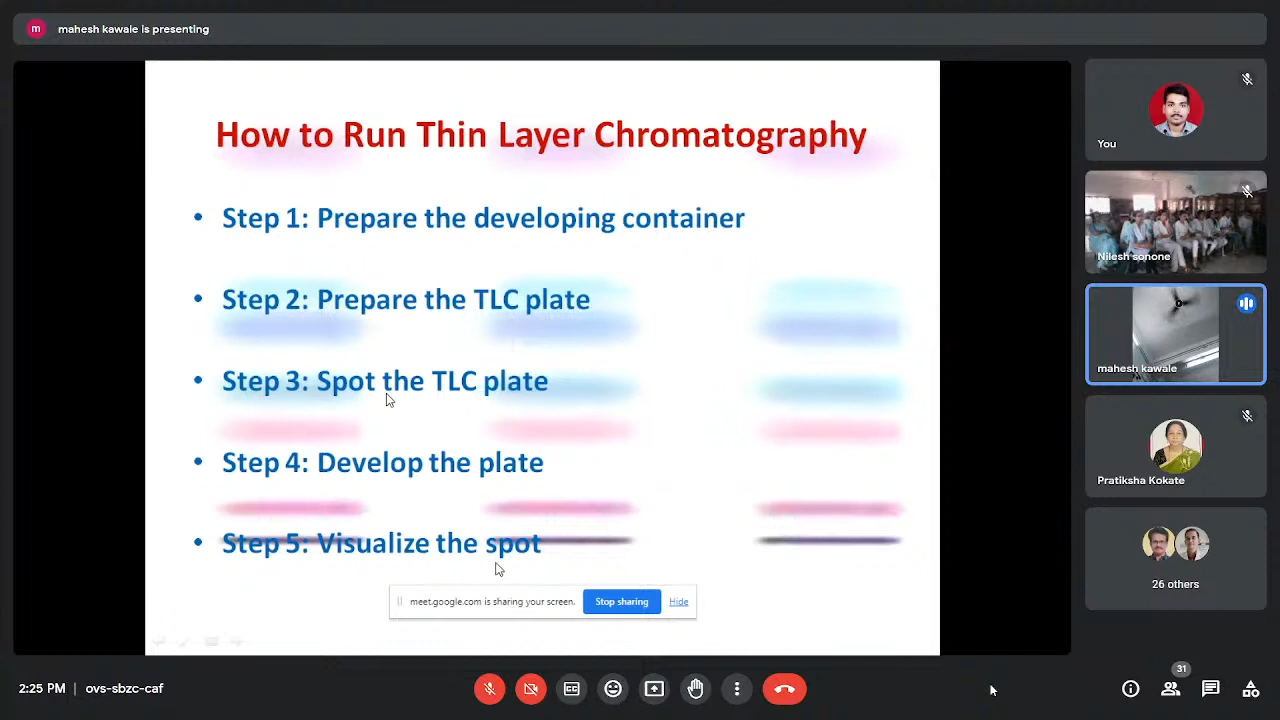 m
mahesh kawale is presenting
How to Run Thin Layer Chromatography
• Step 1: Prepare the developing container
• Step 2: Prepare the TLC plate
• Step 3: Spot the TLC plate
• Step 4: Develop the plate
• Step 5: Visualize the spot
meet.google.com is sharing your screen.
Stop sharing
Hide
You
Nilesh sonone
mahesh kawale
Pratiksha Kokate
26 others
2:25 PM | ovs-sbzc-caf
31